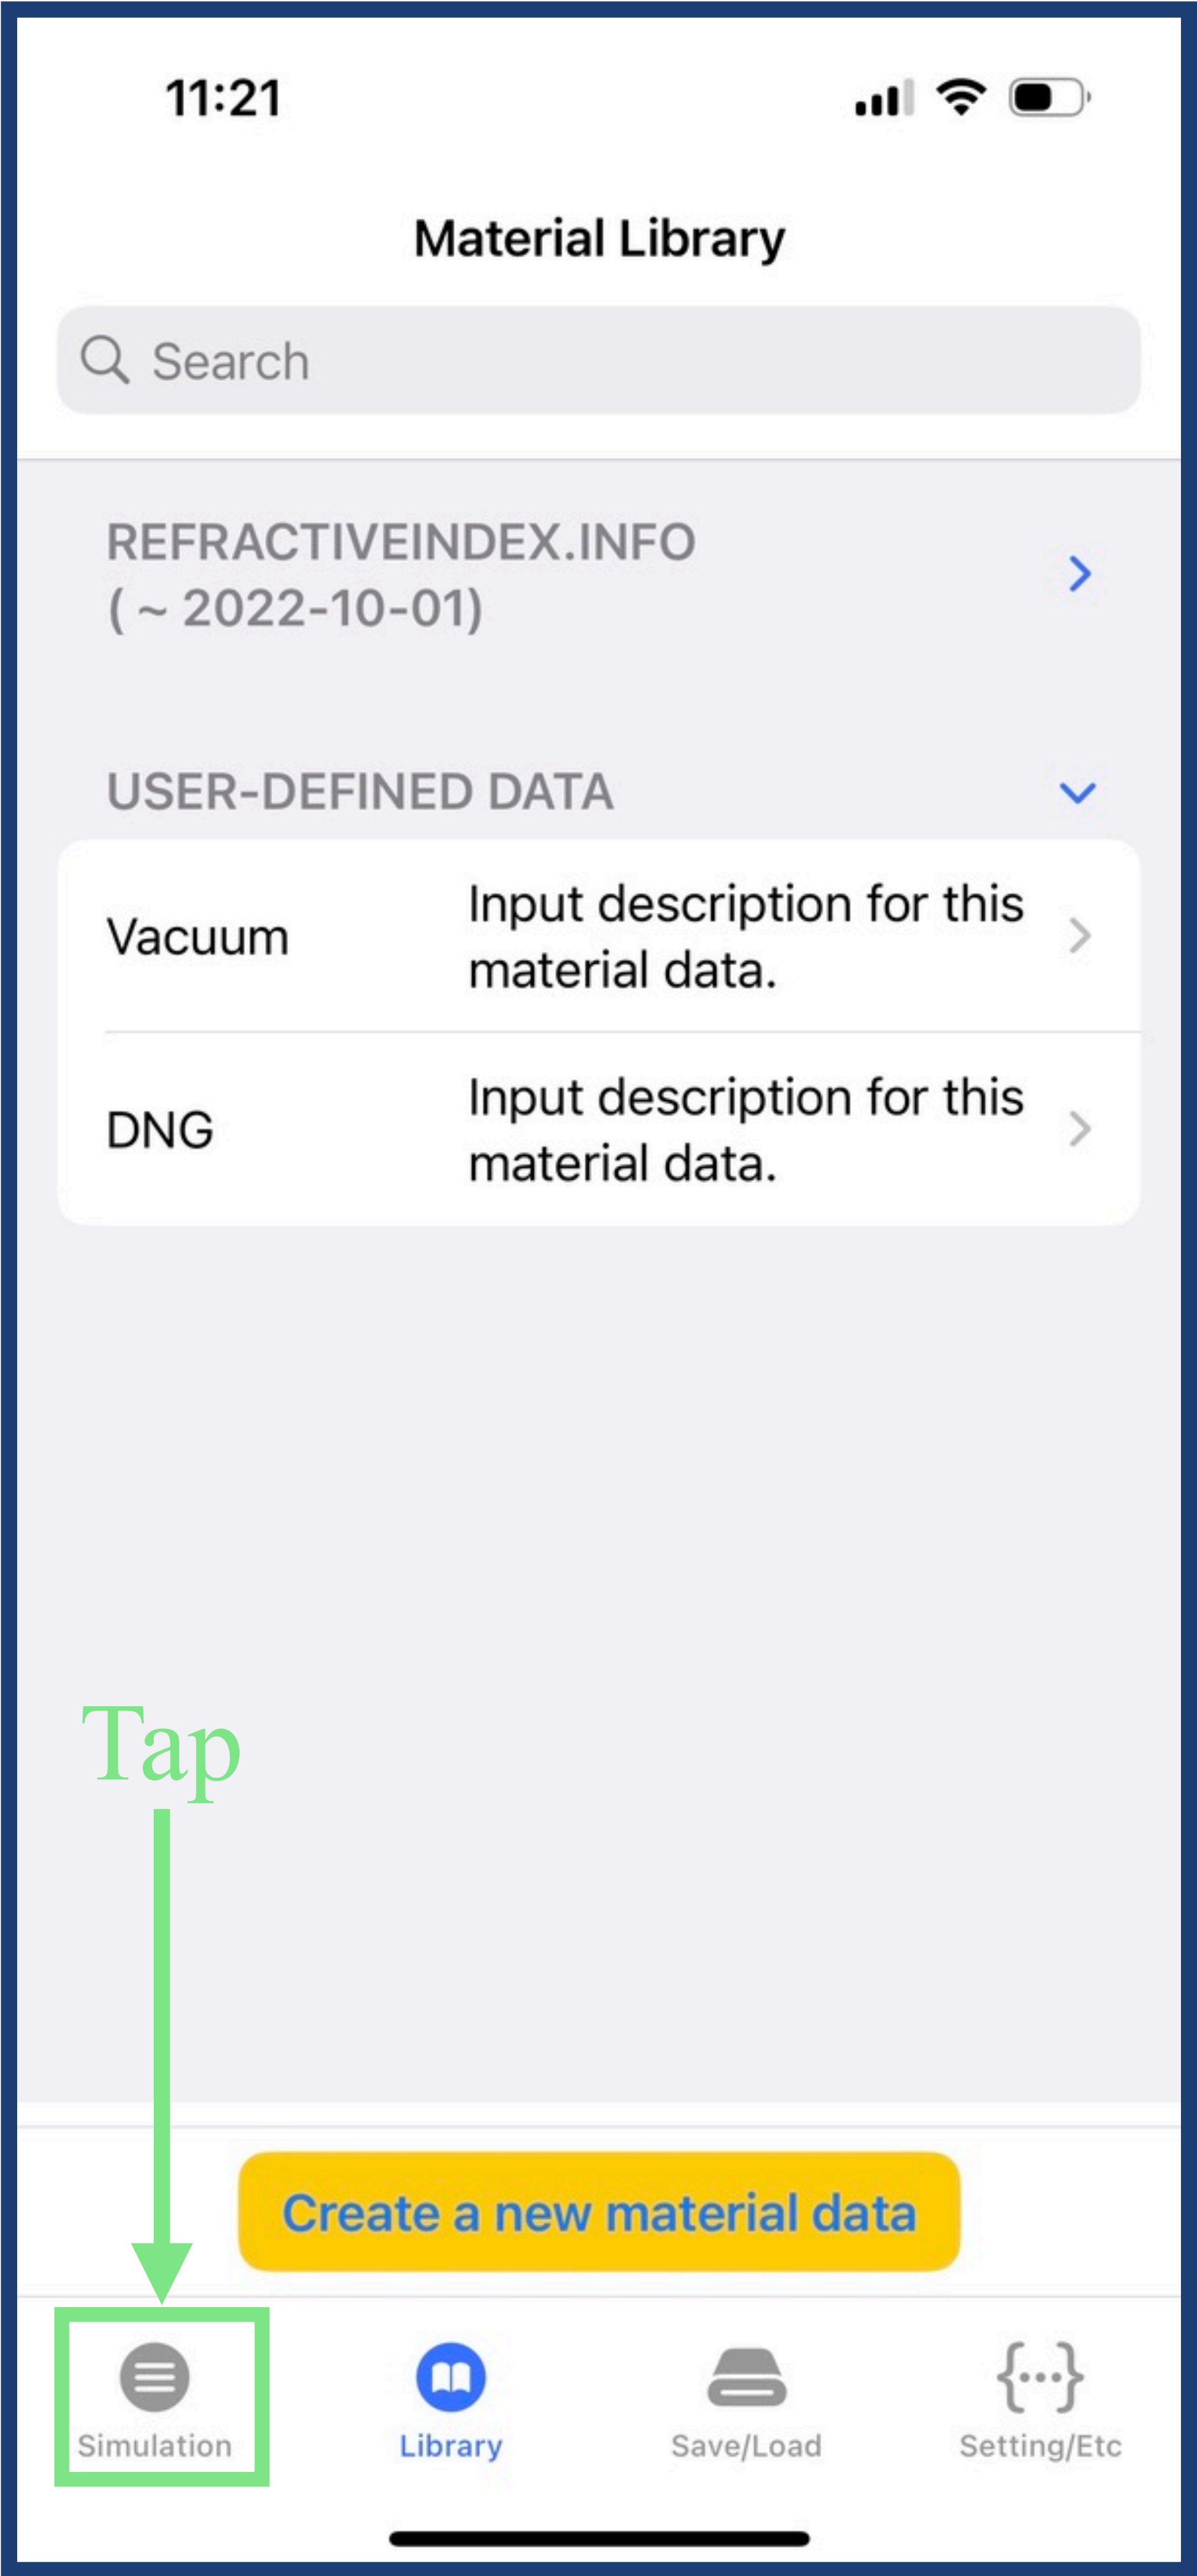 11:21
Material Library
Search
REFRACTIVEINDEX.INFO
( ~ 2022-10-01)
USER-DEFINED DATA
Vacuum
Input description for this
material data.
DNG
Input description for this
material data.
Tap
Create a new material data
Simulation
Library
Save/Load
Setting/Etc